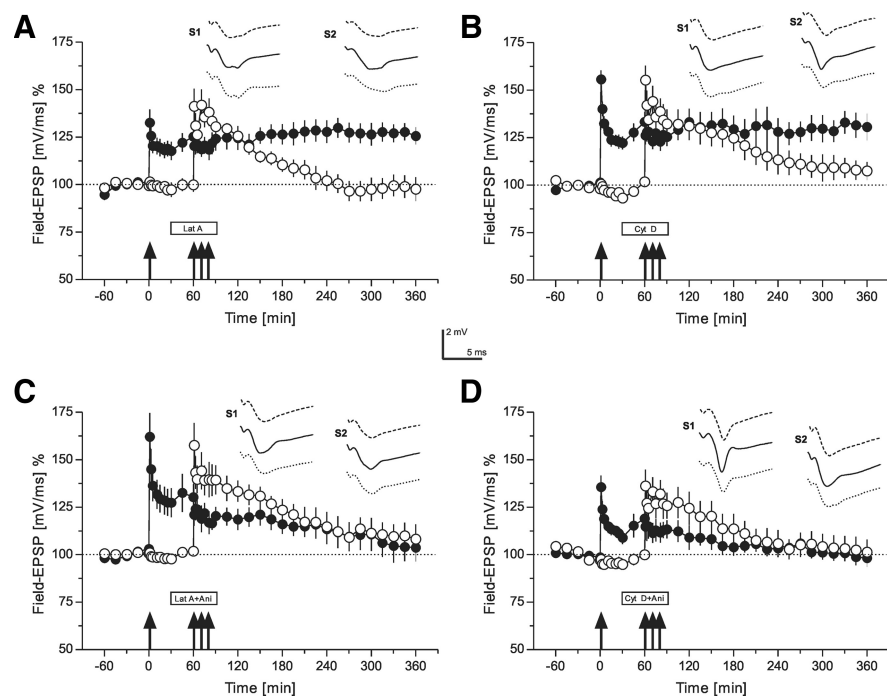 A
S1
S2
175
150
125
100
75
50
Field-EPSP [mV/ms] %
Lat A
-60 0 60 120 180 240 300 360
Time [min]
B
S1
S2
175
150
125
100
75
50
Field-EPSP [mV/ms] %
Cyt D
-60 0 60 120 180 240 300 360
Time [min]
2 mV
5 ms
C
S1
S2
175
150
125
100
75
50
Field-EPSP [mV/ms] %
Lat A+Ani
-60 0 60 120 180 240 300 360
Time [min]
D
S1
S2
175
150
125
100
75
50
Field-EPSP [mV/ms] %
Cyt D+Ani
-60 0 60 120 180 240 300 360
Time [min]